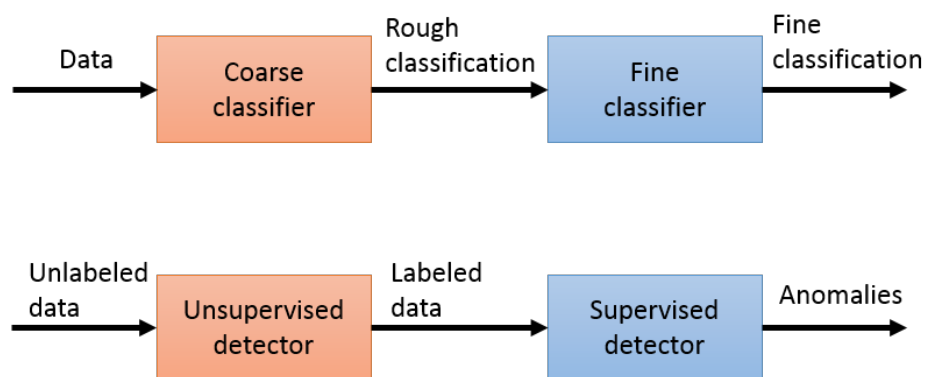 Data
Coarse
classifier
Rough
classification
Fine
classifier
Fine
classification
Unlabeled
data
Unsupervised
detector
Labeled
data
Supervised
detector
Anomalies